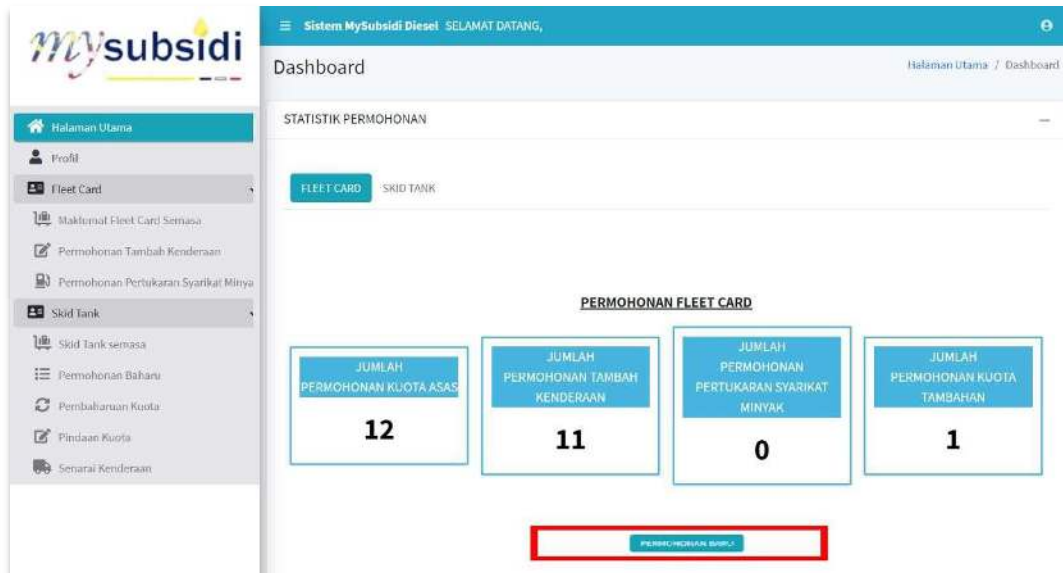 mysubsidi
Sistem MySubsidi Diesel SELAMAT DATANG,
Dashboard
Halaman Utama / Dashboard
STATISTIK PERMOHONAN
Halaman Utama
Profil
Fleet Card
Maklumat Fleet Card Semasa
Permohonan Tambah Kenderaan
Permohonan Pertukaran Syarikat Minya
Skid Tank
Skid Tank semasa
Permohonan Baharu
Pembaharuan Kuota
Pindaan Kuota
Senarai Kenderaan
FLEET CARD
SKID TANK
PERMOHONAN FLEET CARD
JUMLAH
PERMOHONAN KUOTA ASAS
12
JUMLAH
PERMOHONAN TAMBAH
KENDERAAN
11
JUMLAH
PERMOHONAN
PERTUKARAN SYARIKAT
MINYAK
0
JUMLAH
PERMOHONAN KUOTA
TAMBAHAN
1
PERMOHONAN BARU